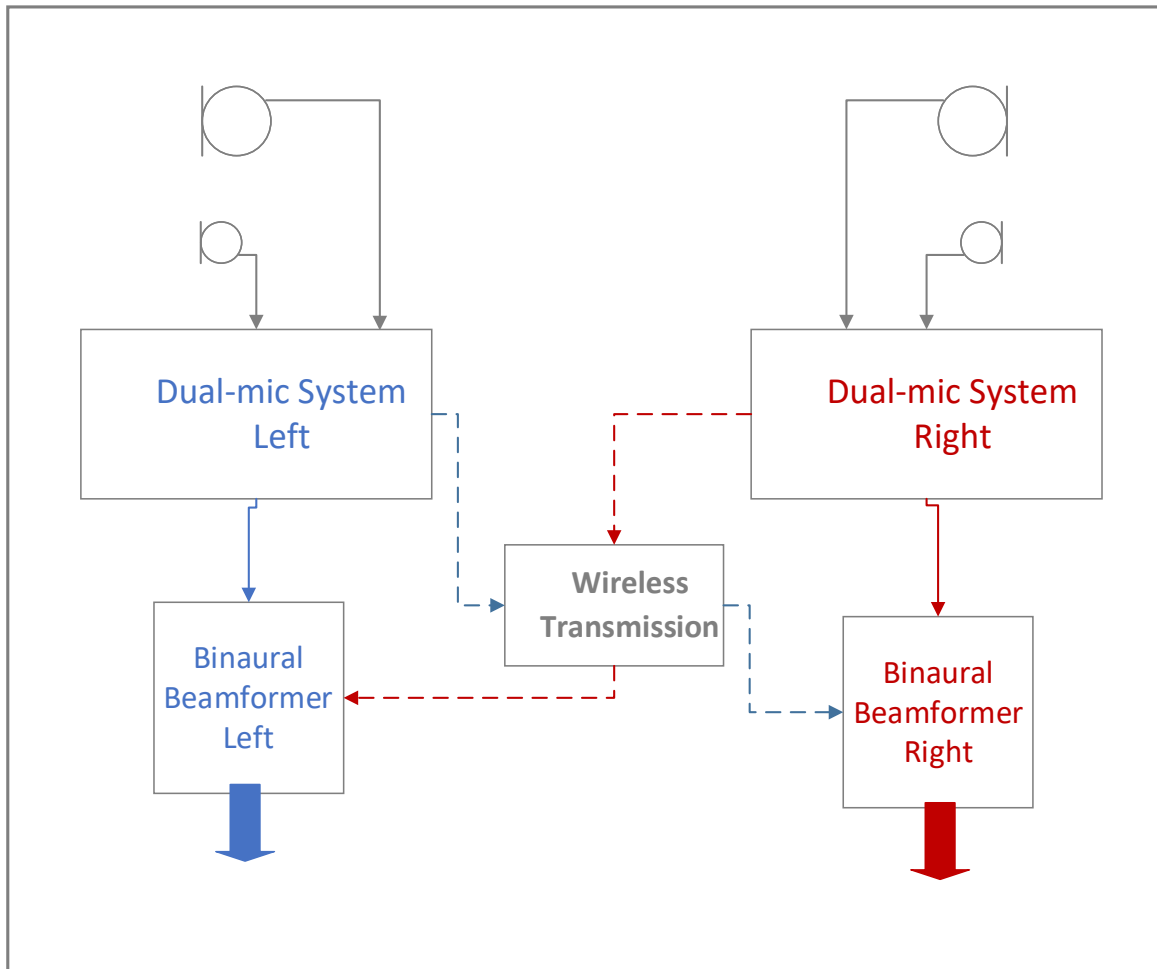 Dual-mic System
Left
Dual-mic System
Right
Wireless
Transmission
Binaural
Beamformer
Left
Binaural
Beamformer
Right